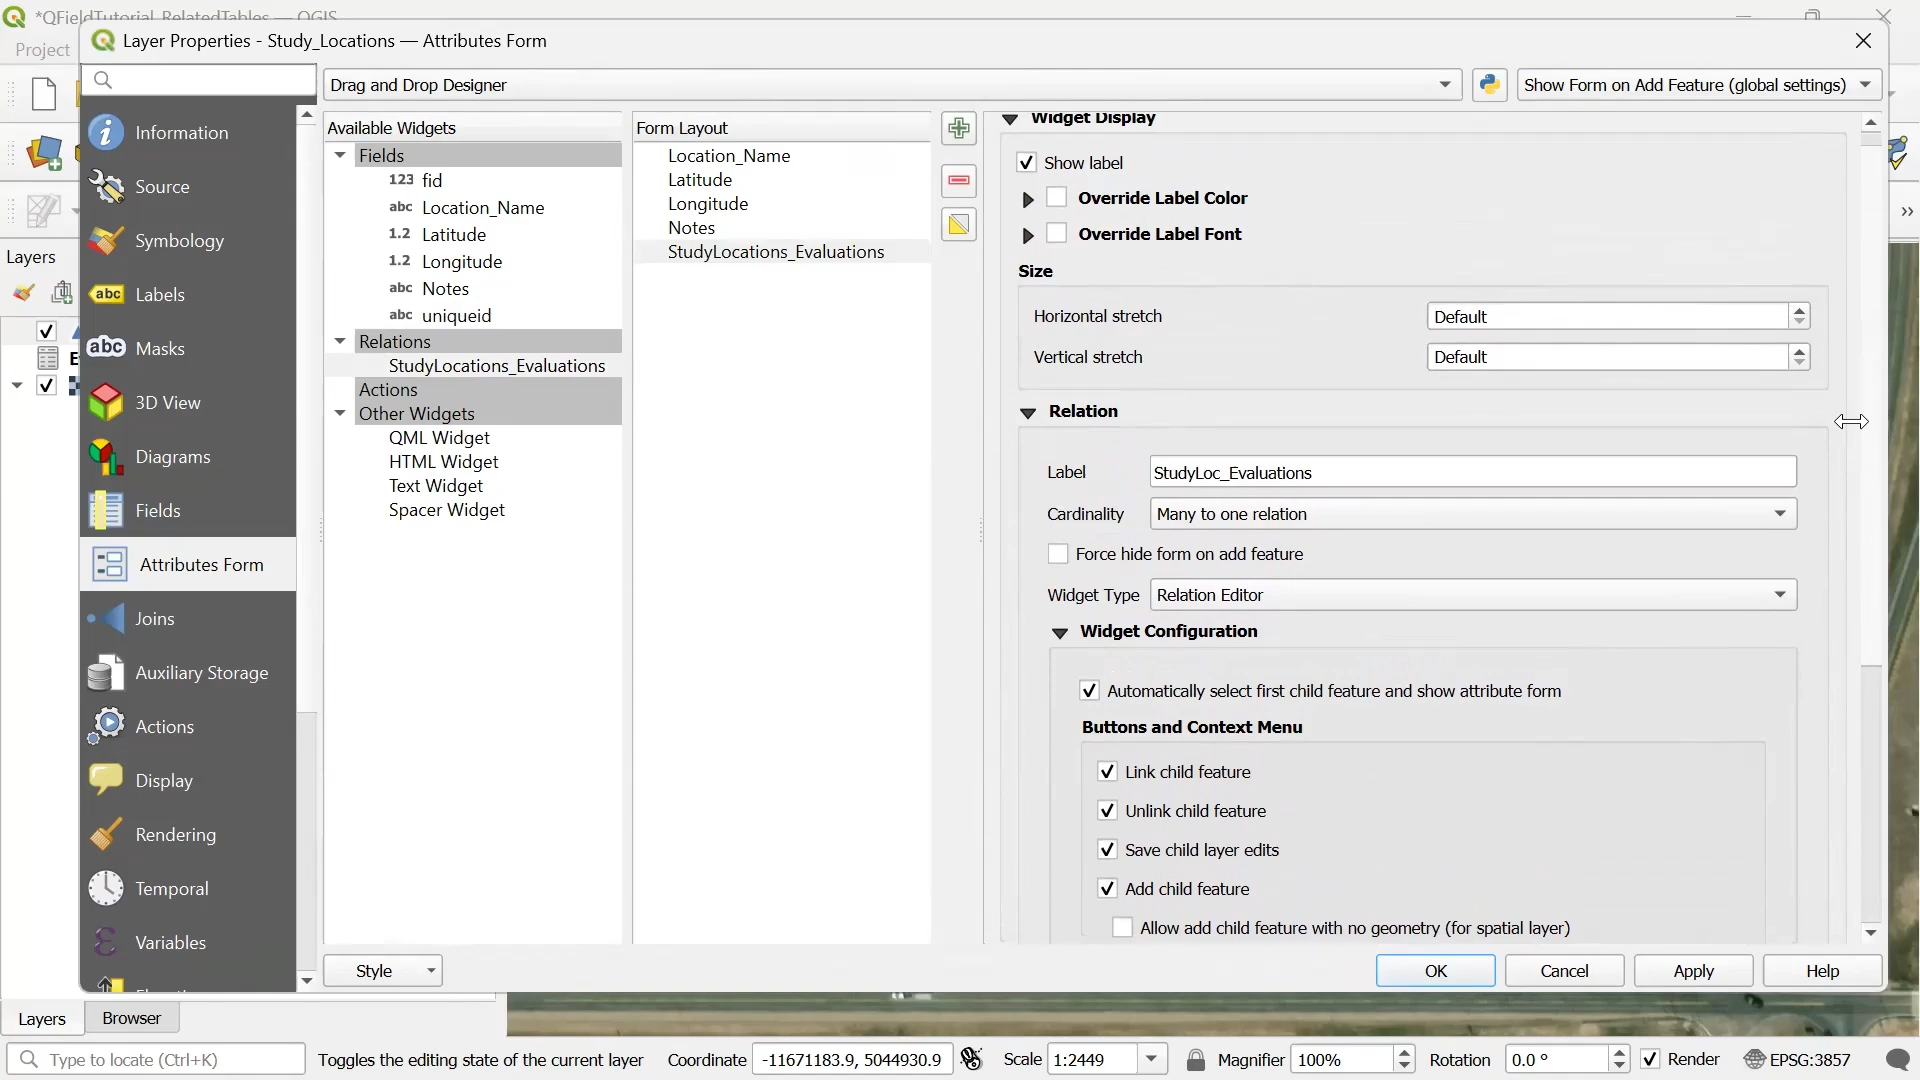 *QFieldTutorial_RelatedTables — QGIS
Project
Layer Properties - Study_Locations — Attributes Form
Drag and Drop Designer
Show Form on Add Feature (global settings)
Information
Source
Symbology
Labels
Masks
3D View
Diagrams
Fields
Attributes Form
Joins
Auxiliary Storage
Actions
Display
Rendering
Temporal
Variables
Available Widgets
Fields
123 fid
abc Location_Name
1.2 Latitude
1.2 Longitude
abc Notes
abc uniqueid
Relations
StudyLocations_Evaluations
Actions
Other Widgets
QML Widget
HTML Widget
Text Widget
Spacer Widget
Form Layout
Location_Name
Latitude
Longitude
Notes
StudyLocations_Evaluations
Widget Display
Show label
Override Label Color
Override Label Font
Size
Horizontal stretch Default
Vertical stretch Default
Relation
Label StudyLoc_Evaluations
Cardinality Many to one relation
Force hide form on add feature
Widget Type Relation Editor
Widget Configuration
Automatically select first child feature and show attribute form
Buttons and Context Menu
Link child feature
Unlink child feature
Save child layer edits
Add child feature
Allow add child feature with no geometry (for spatial layer)
Style
OK
Cancel
Apply
Help
Layers
Layers
Browser
Type to locate (Ctrl+K)
Toggles the editing state of the current layer
Coordinate -11671183.9, 5044930.9
Scale 1:2449
Magnifier 100%
Rotation 0.0 °
Render
EPSG:3857